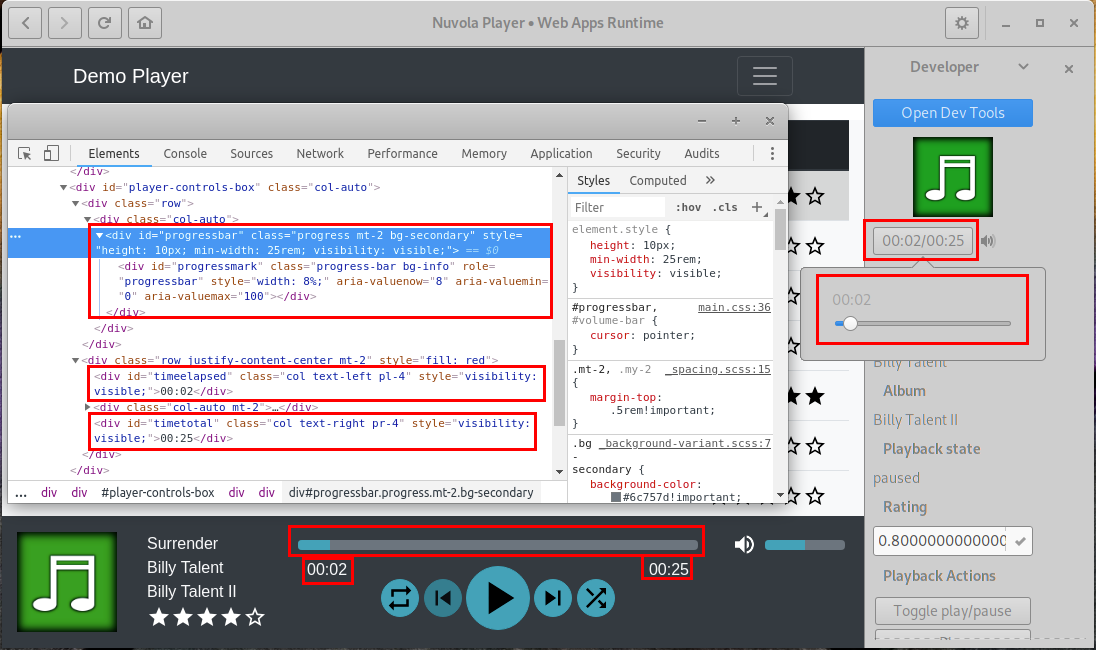 Nuvola Player • Web Apps Runtime
Demo Player
Developer
Open Dev Tools
Elements Console Sources Network Performance Memory Application Security Audits
</div>
<div id="player-controls-box" class="col-auto">
<div class="row">
<div class="col-auto">
<div id="progressbar" class="progress mt-2 bg-secondary" style=
"height: 10px; min-width: 25rem; visibility: visible;"> == $0
<div id="progressmark" class="progress-bar bg-info" role=
"progressbar" style="width: 8%;" aria-valuenow="8" aria-valuemin=
"0" aria-valuemax="100"></div>
</div>
</div>
</div>
<div class="row justify-content-center mt-2" style="fill: red">
<div id="timeelapsed" class="col text-left pl-4" style="visibility:
visible;">00:02</div>
<div class="col-auto mt-2">…</div>
<div id="timetotal" class="col text-right pr-4" style="visibility:
visible;">00:25</div>
</div>
</div>
... div div #player-controls-box div div div#progressbar.progress.mt-2.bg-secondary
Styles Computed »
Filter :hov .cls +
element.style {
height: 10px;
min-width: 25rem;
visibility: visible;
}
#progressbar, main.css:36
#volume-bar {
cursor: pointer;
}
.mt-2, .my-2 _spacing.scss:15
{
margin-top:
.5rem!important;
}
.bg _background-variant.scss:7
-
secondary {
background-color:
#6c757d!important;
00:02/00:25
00:02
Billy Talent
Album
Billy Talent II
Playback state
paused
Rating
0.8000000000000
Playback Actions
Toggle play/pause
Surrender
Billy Talent
Billy Talent II
00:02
00:25